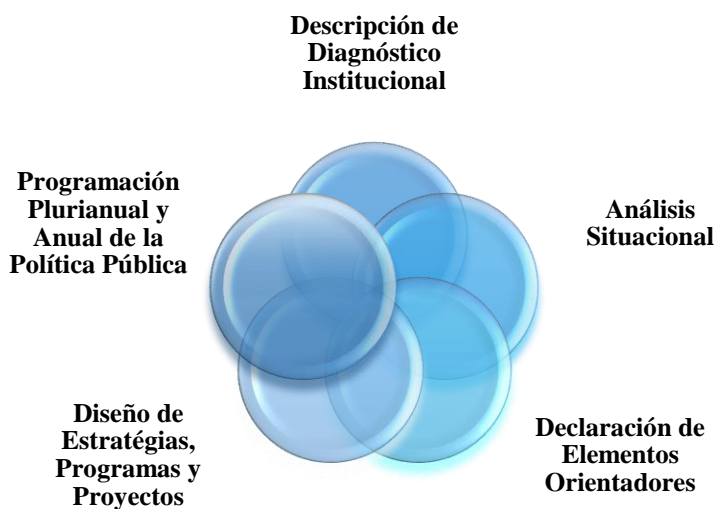 Descripción de
Diagnóstico
Institucional
Análisis
Situacional
Declaración de
Elementos
Orientadores
Diseño de
Estratégias,
Programas y
Proyectos
Programación
Plurianual y
Anual de la
Política Pública